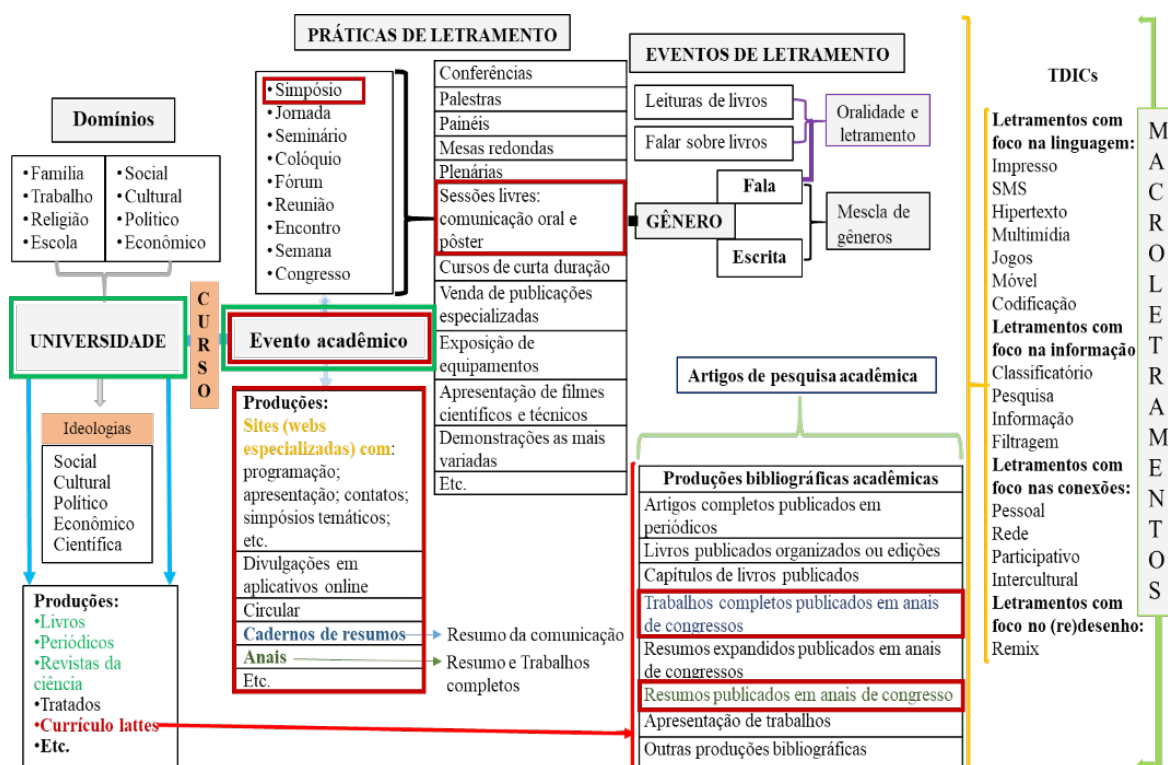 PRÁTICAS DE LETRAMENTO
EVENTOS DE LETRAMENTO
TDICs
MACROLETRAMENTOS
Domínios
•Família
•Trabalho
•Religião
•Escola
•Social
•Cultural
•Político
•Econômico
UNIVERSIDADE
CURSO
Evento acadêmico
•Simpósio
•Jornada
•Seminário
•Colóquio
•Fórum
•Reunião
•Encontro
•Semana
•Congresso
Conferências
Palestras
Painéis
Mesas redondas
Plenárias
Sessões livres:
comunicação oral e
pôster
Cursos de curta duração
Venda de publicações
especializadas
Exposição de
equipamentos
Apresentação de filmes
científicos e técnicos
Demonstrações as mais
variadas
Etc.
Leituras de livros
Falar sobre livros
Oralidade e
letramento
Fala
GÊNERO
Escrita
Mescla de
gêneros
Ideologias
Social
Cultural
Político
Econômico
Científica
Produções:
•Livros
•Periódicos
•Revistas da
ciência
•Tratados
•Currículo lattes
•Etc.
Produções:
Sites (webs
especializadas) com:
programação;
apresentação; contatos;
simpósios temáticos;
etc.
Divulgações em
aplicativos online
Circular
Cadernos de resumos
Anais
Etc.
Resumo da comunicação
Resumo e Trabalhos
completos
Artigos de pesquisa acadêmica
Produções bibliográficas acadêmicas
Artigos completos publicados em
periódicos
Livros publicados organizados ou edições
Capítulos de livros publicados
Trabalhos completos publicados em anais
de congressos
Resumos expandidos publicados em anais
de congressos
Resumos publicados em anais de congresso
Apresentação de trabalhos
Outras produções bibliográficas
Letramentos com
foco na linguagem:
Impresso
SMS
Hipertexto
Multimídia
Jogos
Móvel
Codificação
Letramentos com
foco na informação
Classificatório
Pesquisa
Informação
Filtragem
Letramentos com
foco nas conexões:
Pessoal
Rede
Participativo
Intercultural
Letramentos com
foco no (re)desenho:
Remix